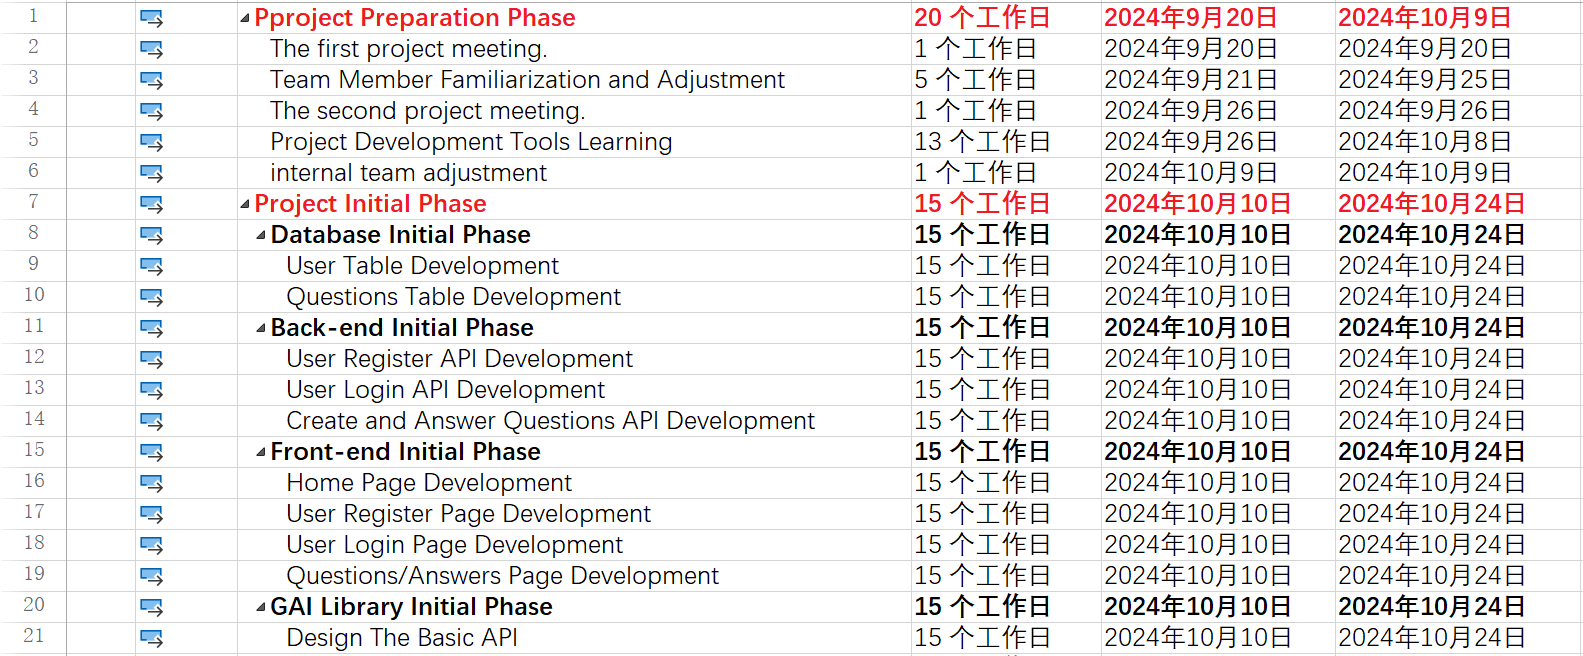 1 Pproject Preparation Phase 20 个工作日 2024年9月20日 2024年10月9日
2 The first project meeting. 1 个工作日 2024年9月20日 2024年9月20日
3 Team Member Familiarization and Adjustment 5 个工作日 2024年9月21日 2024年9月25日
4 The second project meeting. 1 个工作日 2024年9月26日 2024年9月26日
5 Project Development Tools Learning 13 个工作日 2024年9月26日 2024年10月8日
6 internal team adjustment 1 个工作日 2024年10月9日 2024年10月9日
7 Project Initial Phase 15 个工作日 2024年10月10日 2024年10月24日
8 Database Initial Phase 15 个工作日 2024年10月10日 2024年10月24日
9 User Table Development 15 个工作日 2024年10月10日 2024年10月24日
10 Questions Table Development 15 个工作日 2024年10月10日 2024年10月24日
11 Back-end Initial Phase 15 个工作日 2024年10月10日 2024年10月24日
12 User Register API Development 15 个工作日 2024年10月10日 2024年10月24日
13 User Login API Development 15 个工作日 2024年10月10日 2024年10月24日
14 Create and Answer Questions API Development 15 个工作日 2024年10月10日 2024年10月24日
15 Front-end Initial Phase 15 个工作日 2024年10月10日 2024年10月24日
16 Home Page Development 15 个工作日 2024年10月10日 2024年10月24日
17 User Register Page Development 15 个工作日 2024年10月10日 2024年10月24日
18 User Login Page Development 15 个工作日 2024年10月10日 2024年10月24日
19 Questions/Answers Page Development 15 个工作日 2024年10月10日 2024年10月24日
20 GAI Library Initial Phase 15 个工作日 2024年10月10日 2024年10月24日
21 Design The Basic API 15 个工作日 2024年10月10日 2024年10月24日